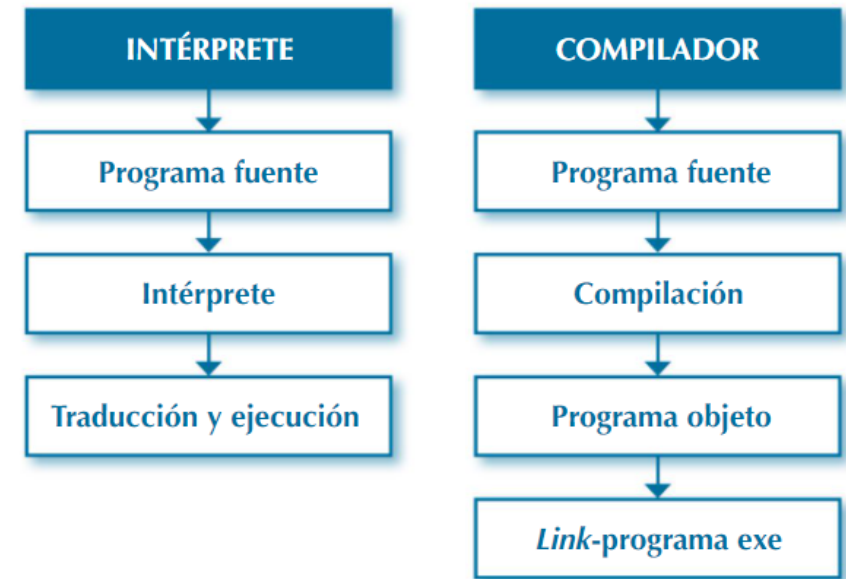 INTÉRPRETE
Programa fuente
Intérprete
Traducción y ejecución
COMPILADOR
Programa fuente
Compilación
Programa objeto
Link-programa exe